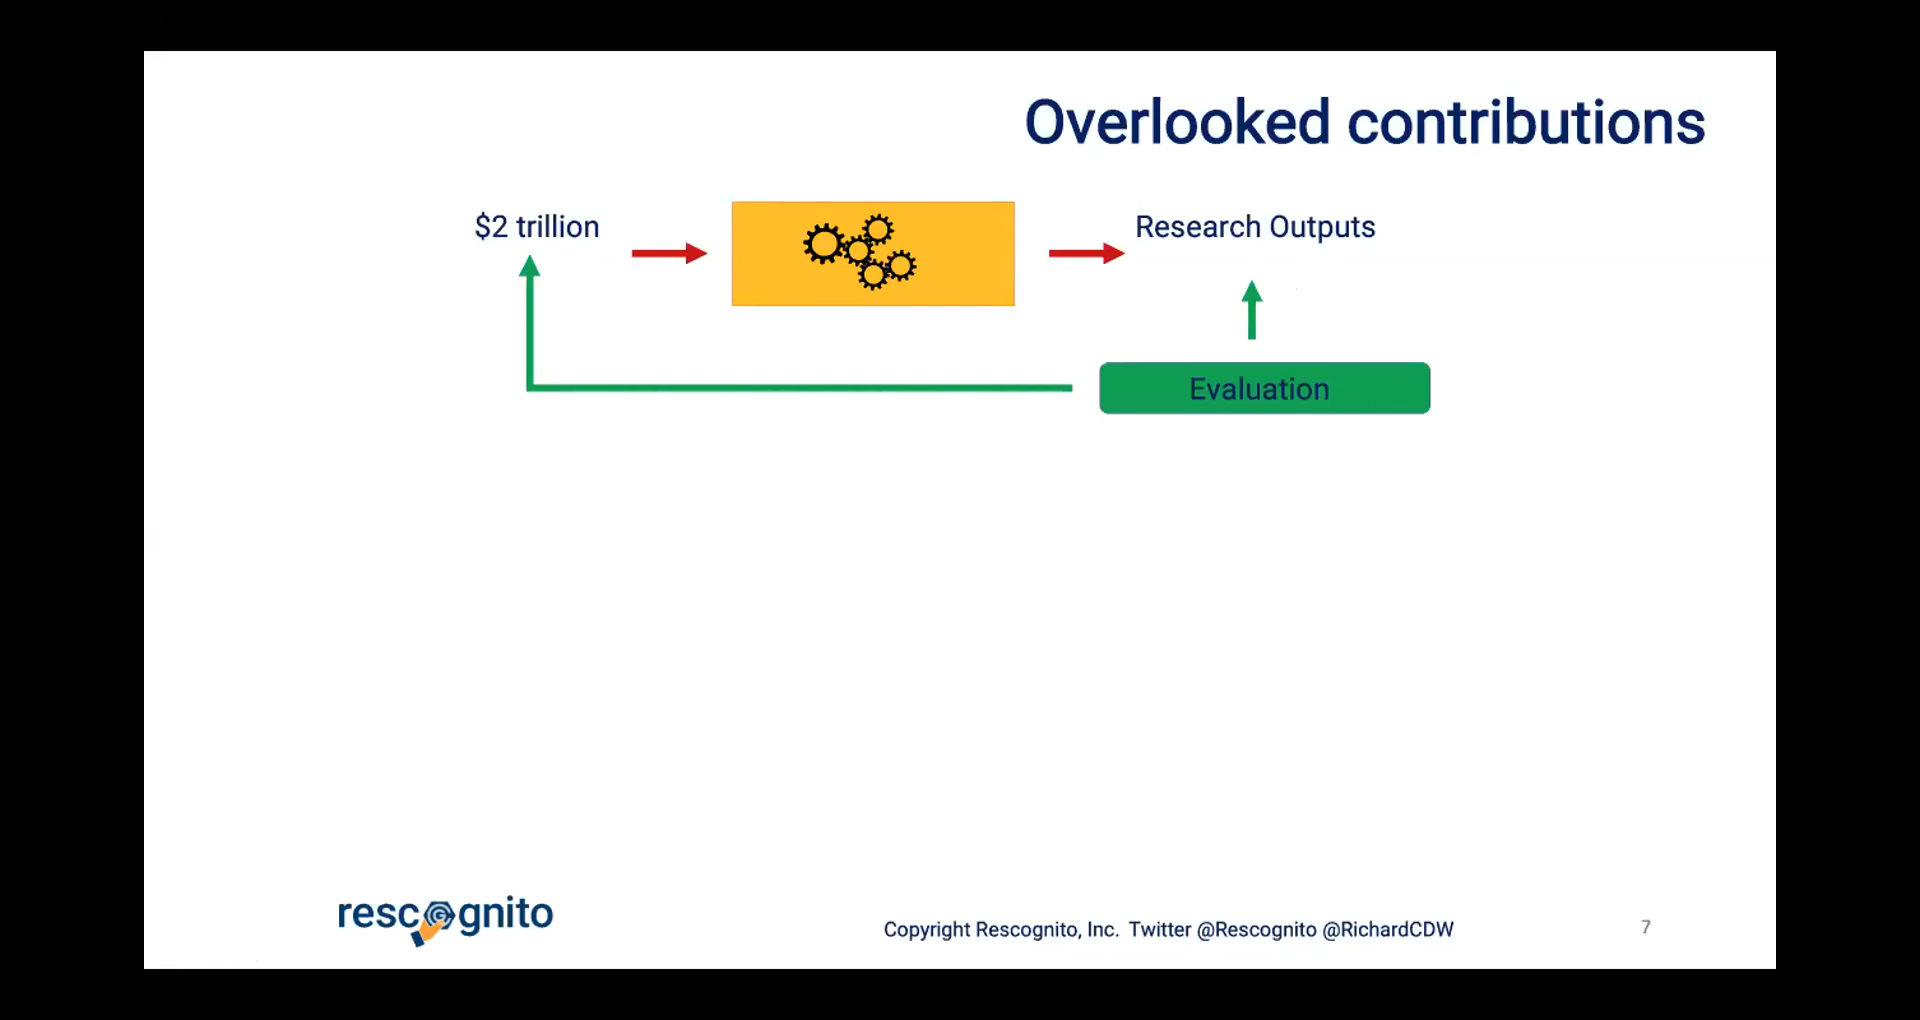 Overlooked contributions
$2 trillion
Research Outputs
Evaluation
rescognito
Copyright Rescognito, Inc. Twitter @Rescognito @RichardCDW
7